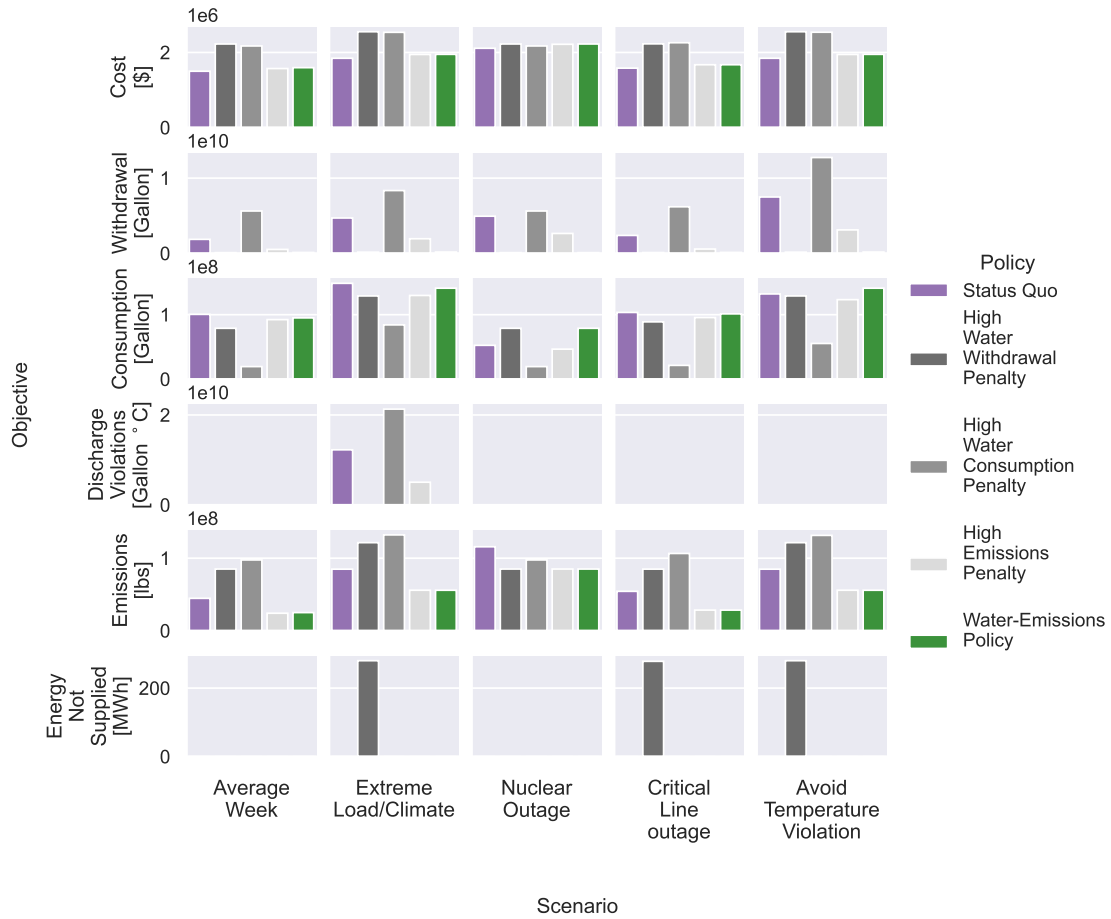 1e6
Cost
[$]
2
0
1e10
Withdrawal
[Gallon]
1
0
1e8
Consumption
[Gallon]
1
0
1e10
Discharge
Violations
[Gallon ˚ C]
2
0
1e8
Emissions
[lbs]
1
0
Energy
Not
Supplied
[MWh]
200
0
Objective
Average
Week
Extreme
Load/Climate
Nuclear
Outage
Critical
Line
outage
Avoid
Temperature
Violation
Scenario
Policy
Status Quo
High
Water
Withdrawal
Penalty
High
Water
Consumption
Penalty
High
Emissions
Penalty
Water-Emissions
Policy